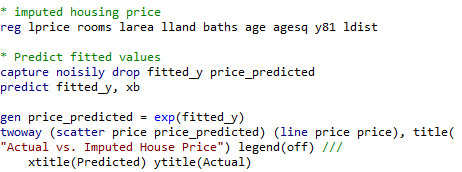 * imputed housing price
reg lprice rooms larea lland baths age agesq y81 ldist
* Predict fitted values
capture noisily drop fitted_y price_predicted
predict fitted_y, xb
gen price_predicted = exp(fitted_y)
twoway (scatter price price_predicted) (line price price), title(
"Actual vs. Imputed House Price") legend(off) ///
xtitle(Predicted) ytitle(Actual)